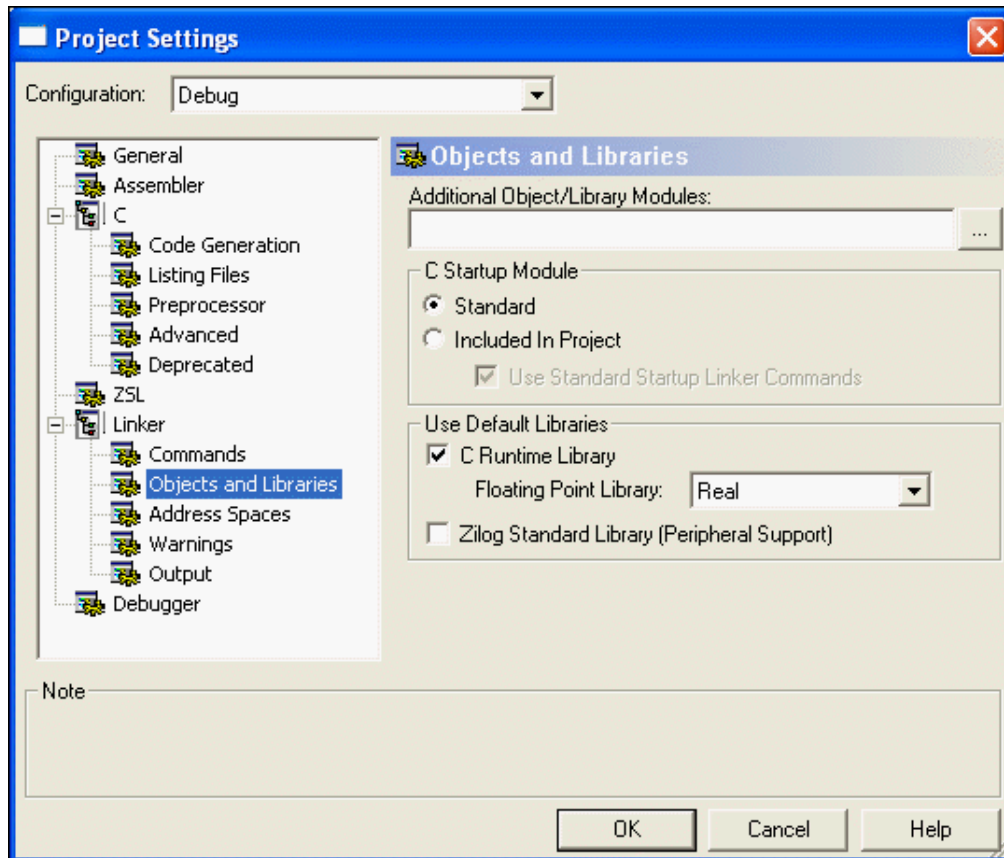 Project Settings
Configuration: Debug
General
Assembler
C
Code Generation
Listing Files
Preprocessor
Advanced
Deprecated
ZSL
Linker
Commands
Objects and Libraries
Address Spaces
Warnings
Output
Debugger
Objects and Libraries
Additional Object/Library Modules:
...
C Startup Module
Standard
Included In Project
Use Standard Startup Linker Commands
Use Default Libraries
C Runtime Library
Floating Point Library: Real
Zilog Standard Library (Peripheral Support)
Note
OK Cancel Help